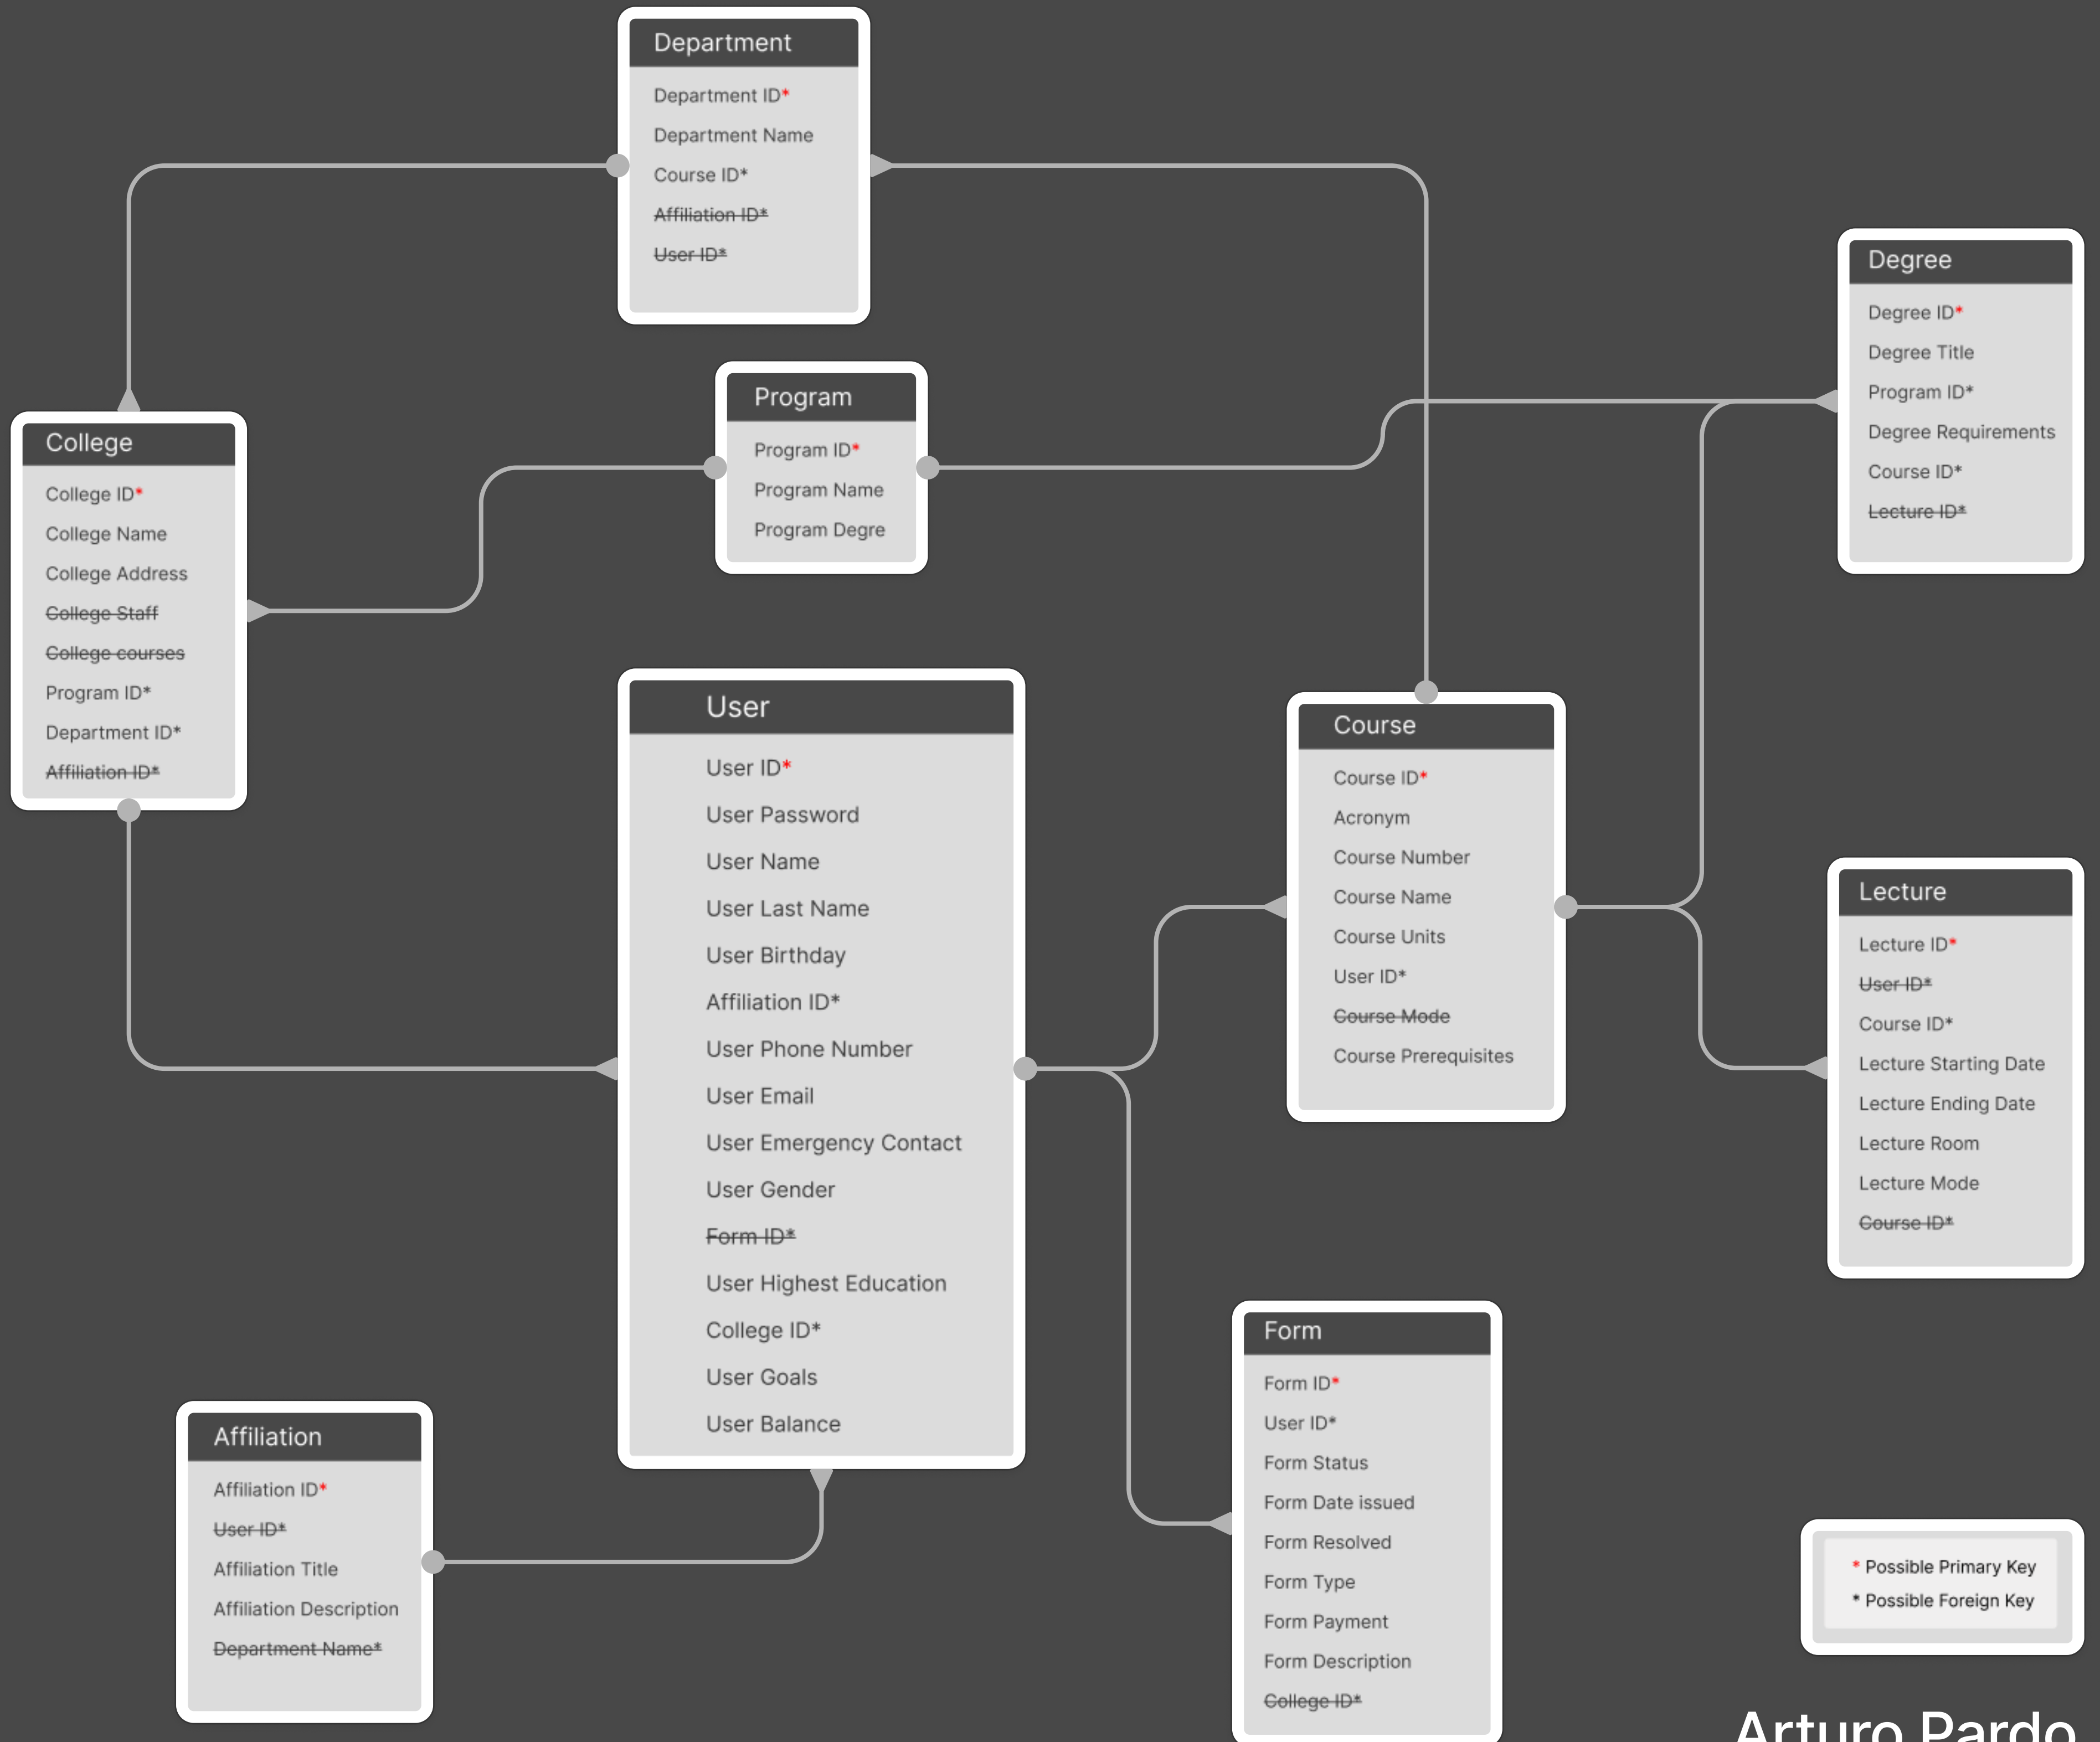 Department
Department ID*
Department Name
Course ID*
Affiliation ID*
User ID*
Degree
Degree ID*
Degree Title
Program ID*
Degree Requirements
Course ID*
Lecture ID*
Program
Program ID*
Program Name
Program Degre
College
College ID*
College Name
College Address
College Staff
College courses
Program ID*
Department ID*
Affiliation ID*
User
User ID*
User Password
User Name
User Last Name
User Birthday
Affiliation ID*
User Phone Number
User Email
User Emergency Contact
User Gender
Form ID*
User Highest Education
College ID*
User Goals
User Balance
Course
Course ID*
Acronym
Course Number
Course Name
Course Units
User ID*
Course Mode
Course Prerequisites
Lecture
Lecture ID*
User ID*
Course ID*
Lecture Starting Date
Lecture Ending Date
Lecture Room
Lecture Mode
Course ID*
Form
Form ID*
User ID*
Form Status
Form Date issued
Form Resolved
Form Type
Form Payment
Form Description
College ID*
Affiliation
Affiliation ID*
User ID*
Affiliation Title
Affiliation Description
Department Name*
* Possible Primary Key
* Possible Foreign Key
Arturo Pardo